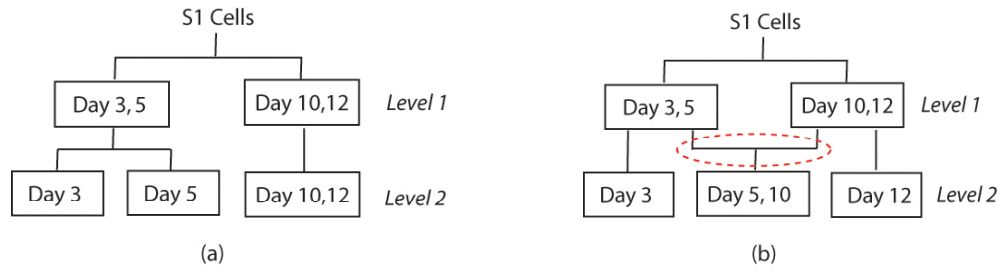 S1 Cells
Day 3, 5
Day 10,12
Level 1
Day 3
Day 5
Day 10,12
Level 2
(a)
S1 Cells
Day 3, 5
Day 10,12
Level 1
Day 3
Day 5, 10
Day 12
Level 2
(b)